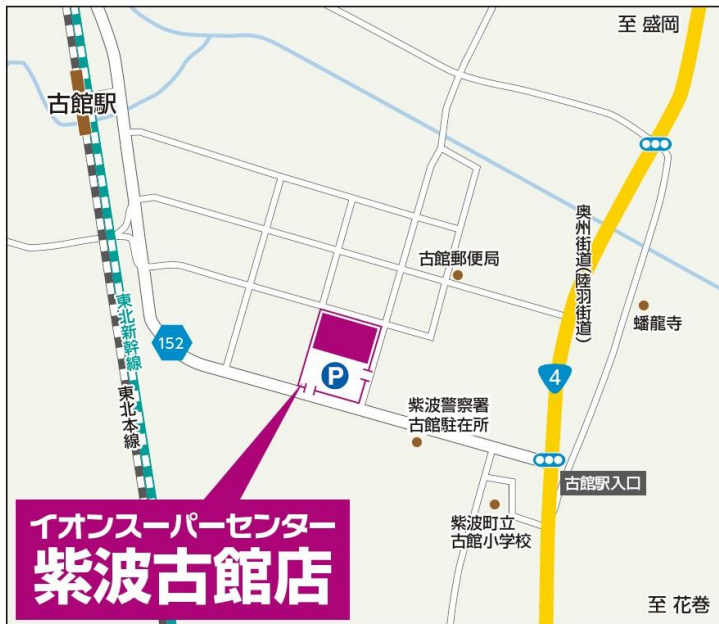 至 盛岡
古館駅
奥州街道(陸羽街道)
古館郵便局
蟠龍寺
東北新幹線
東北本線
152
P
4
紫波警察署
古館駐在所
古館駅入口
紫波町立
古館小学校
イオンスーパーセンター
紫波古館店
至 花巻